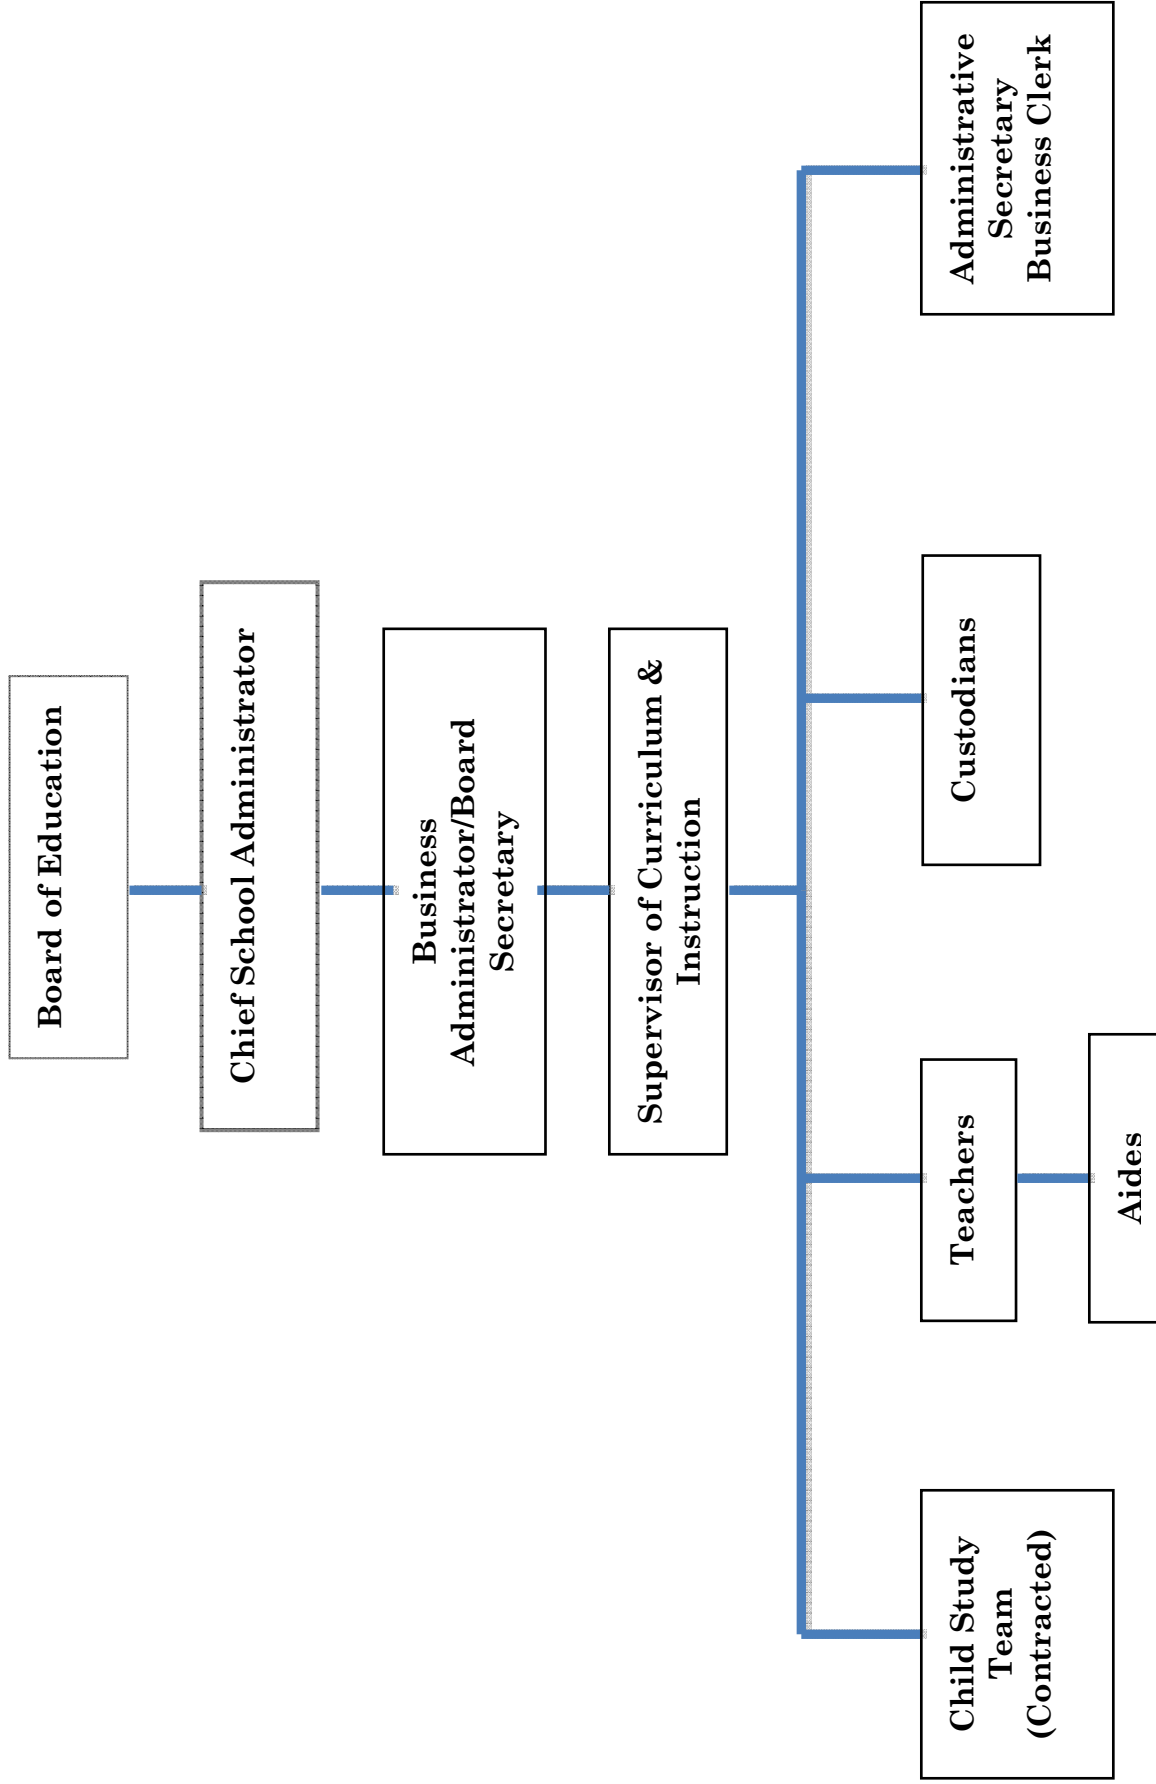 Board of Education
Chief School Administrator
Business
Administrator/Board
Secretary
Supervisor of Curriculum &
Instruction
Child Study
Team
(Contracted)
Teachers
Custodians
Administrative
Secretary
Business Clerk
Aides